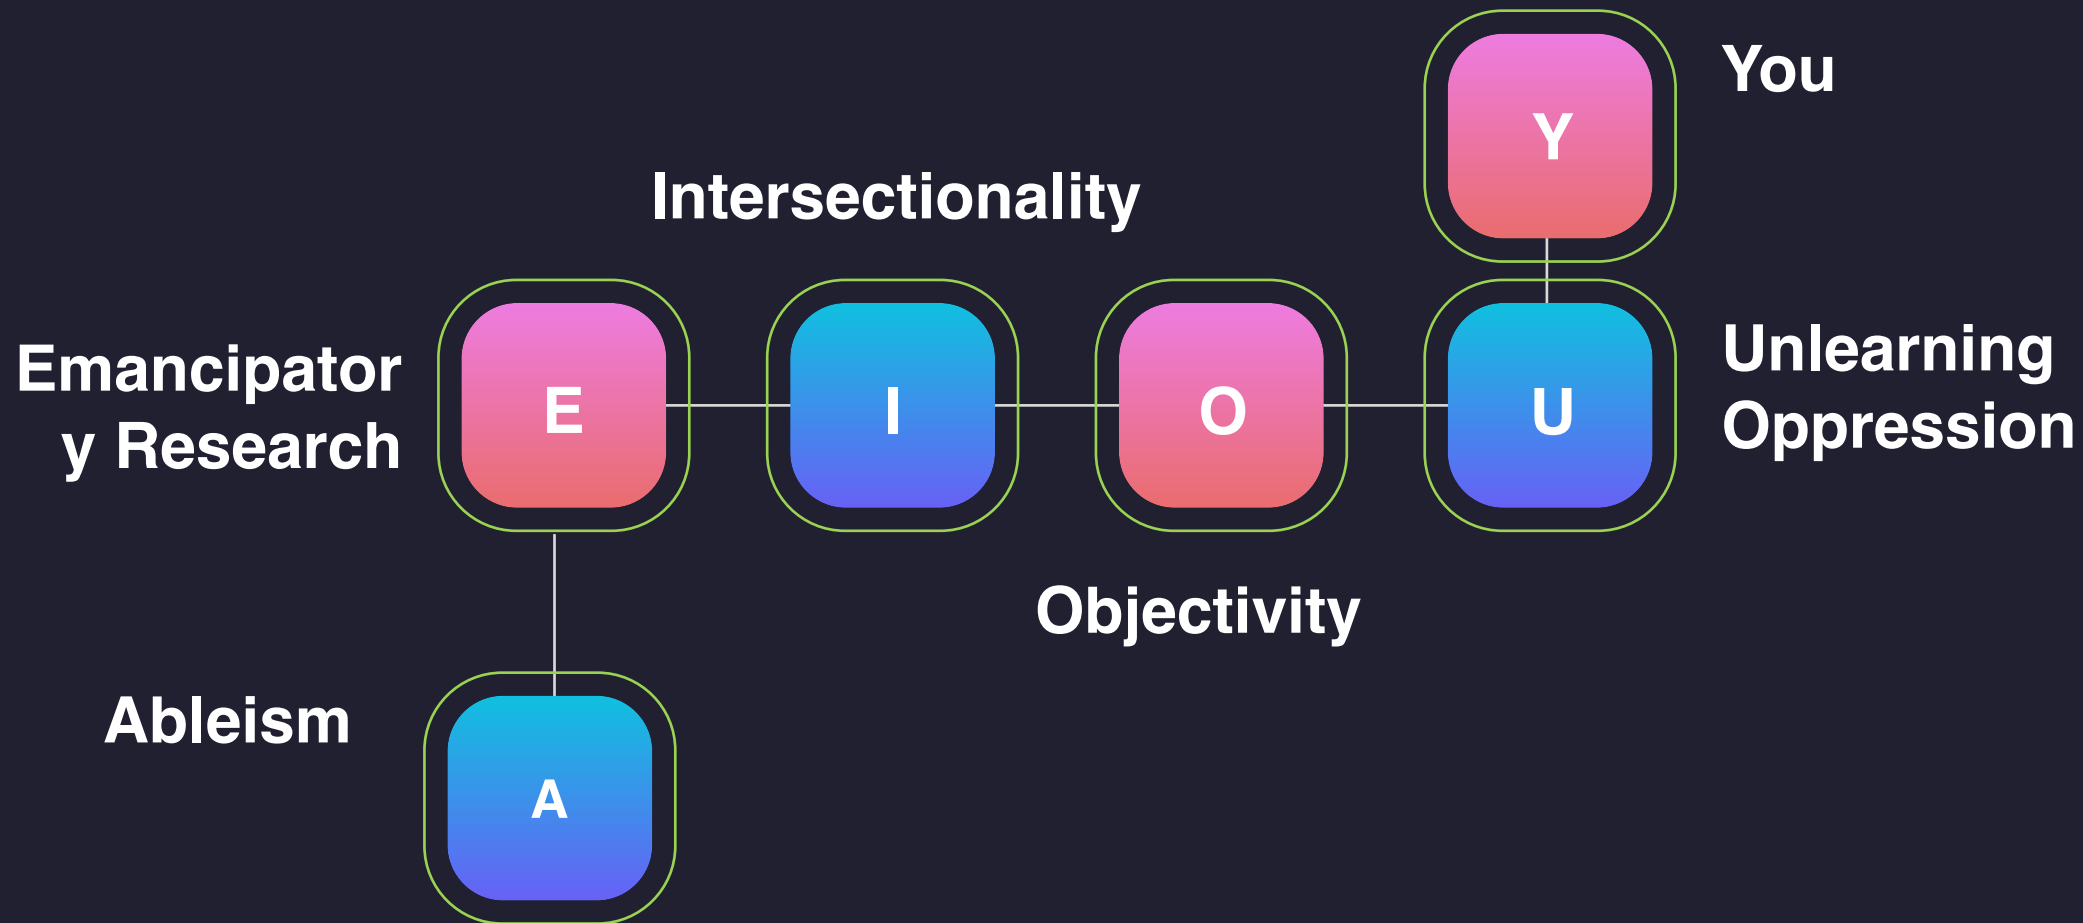 You
Y
Intersectionality
Emancipator
y Research
E
I
O
U
Unlearning
Oppression
Objectivity
Ableism
A